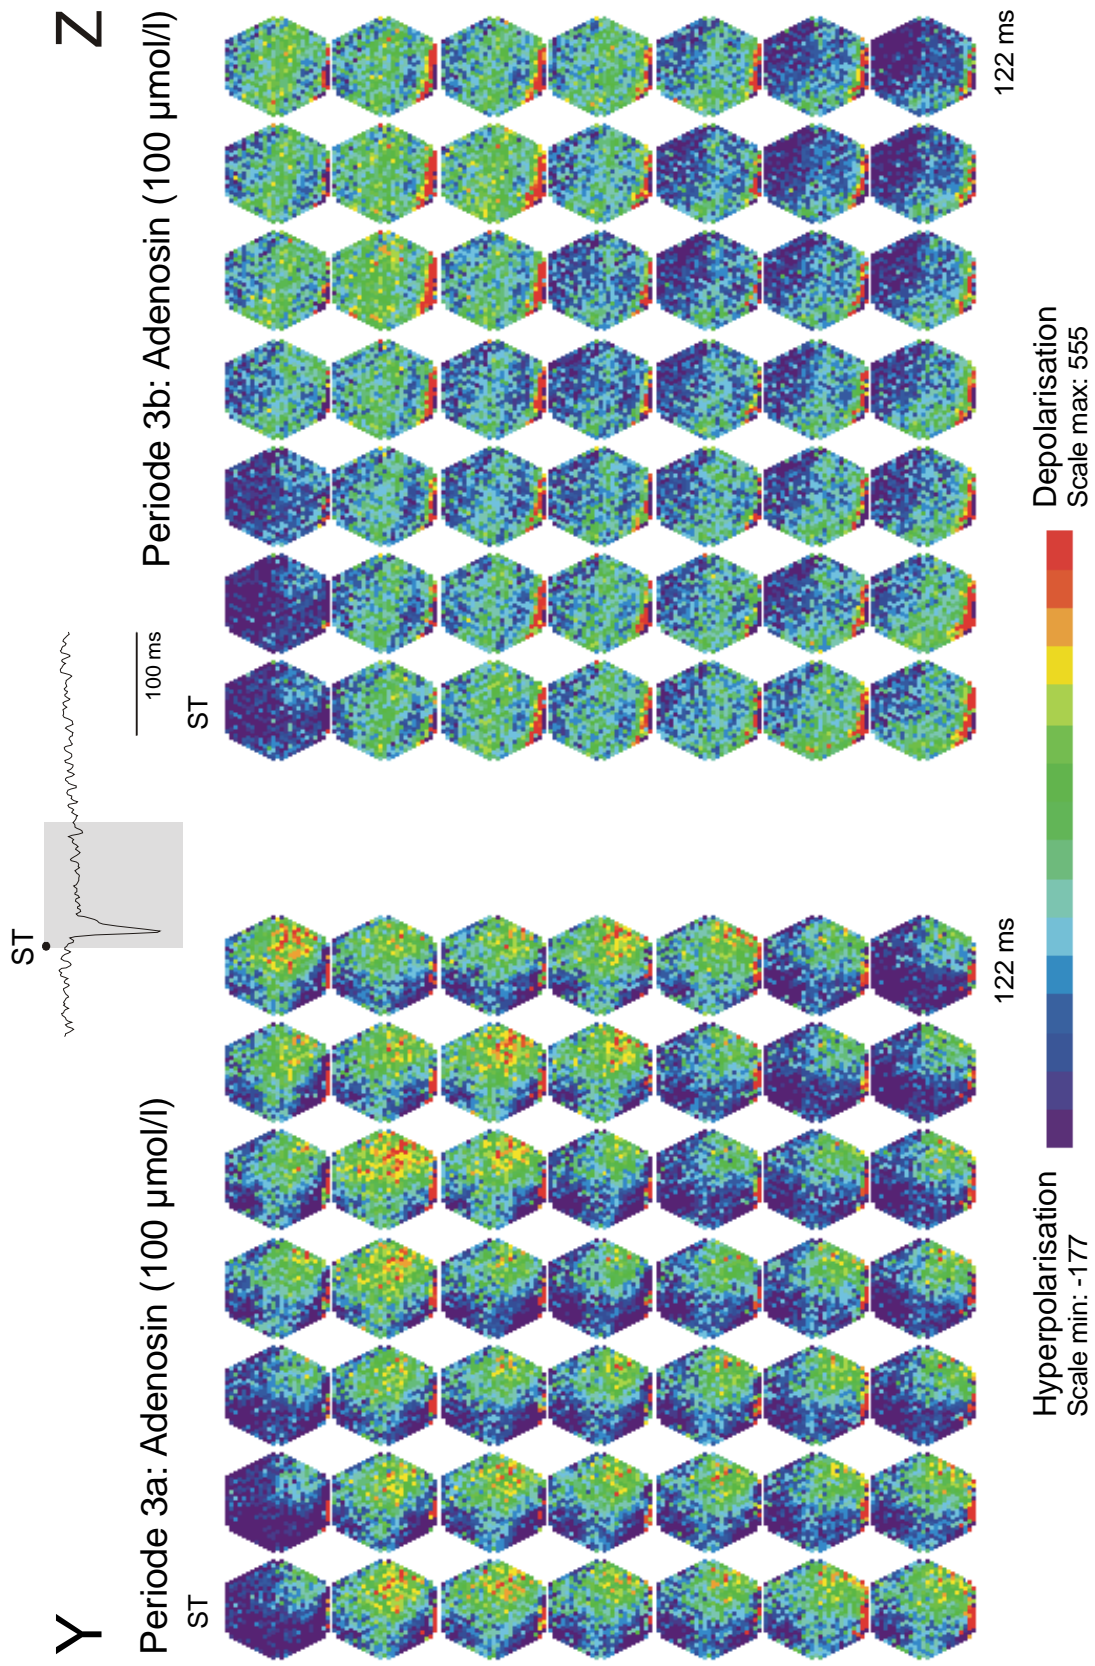 Y
Z
ST
Periode 3a: Adenosin (100 µmol/l)
100 ms
Periode 3b: Adenosin (100 µmol/l)
ST
ST
122 ms
122 ms
Hyperpolarisation
Scale min: -177
Depolarisation
Scale max: 555